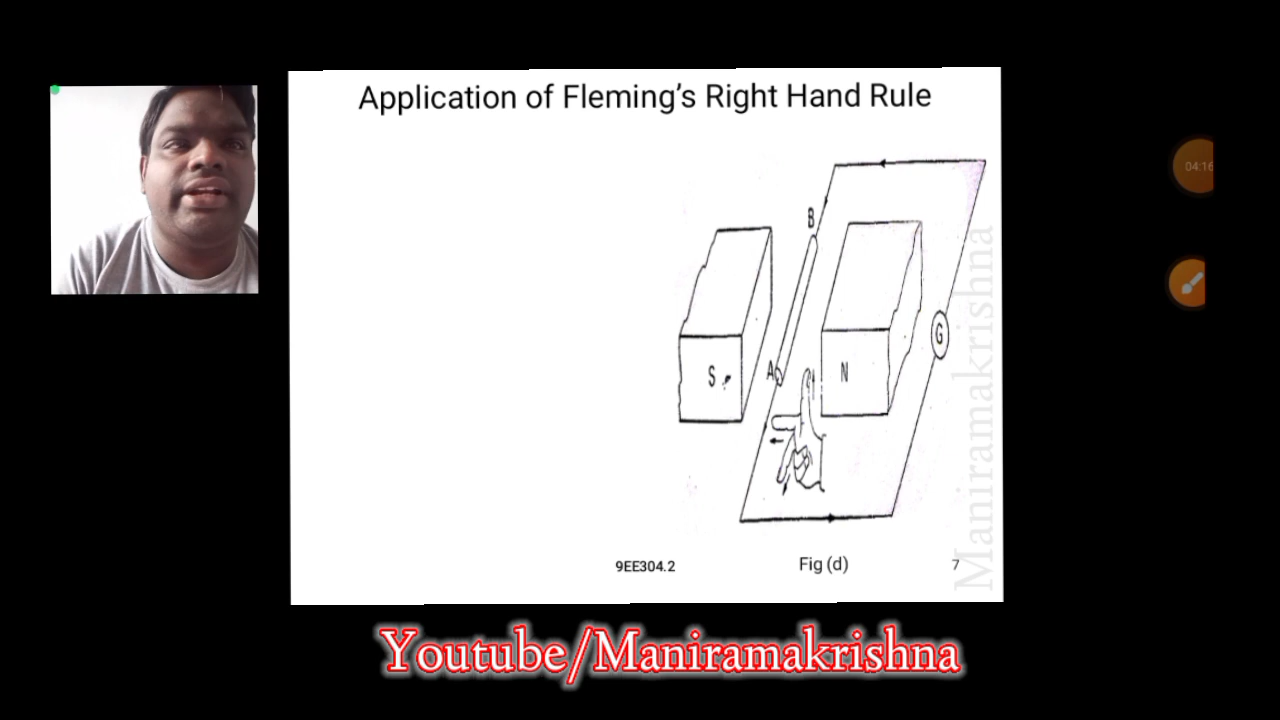 Application of Fleming's Right Hand Rule
B
G
A
S
N
9EE304.2
Fig (d)
7
Maniramakrishna
04:16
Youtube/Maniramakrishna